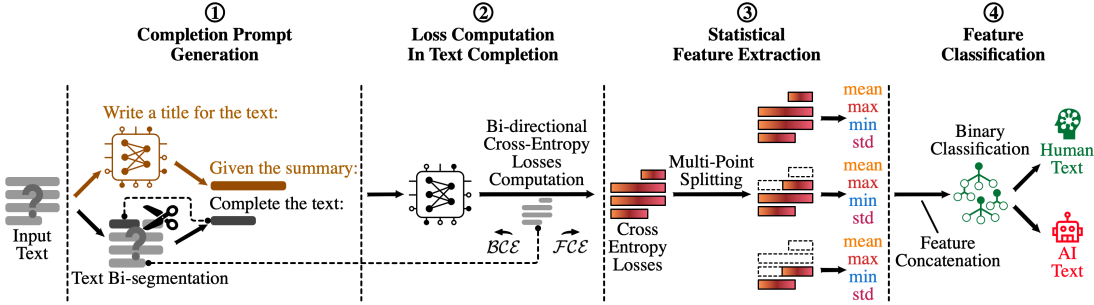 ①
Completion Prompt
Generation
②
Loss Computation
In Text Completion
③
Statistical
Feature Extraction
④
Feature
Classification
Input
Text
Write a title for the text:
Given the summary:
Complete the text:
Text Bi-segmentation
Bi-directional
Cross-Entropy
Losses
Computation
BCE
FCE
Cross
Entropy
Losses
Multi-Point
Splitting
mean
max
min
std
mean
max
min
std
mean
max
min
std
Feature
Concatenation
Binary
Classification
Human
Text
AI
Text